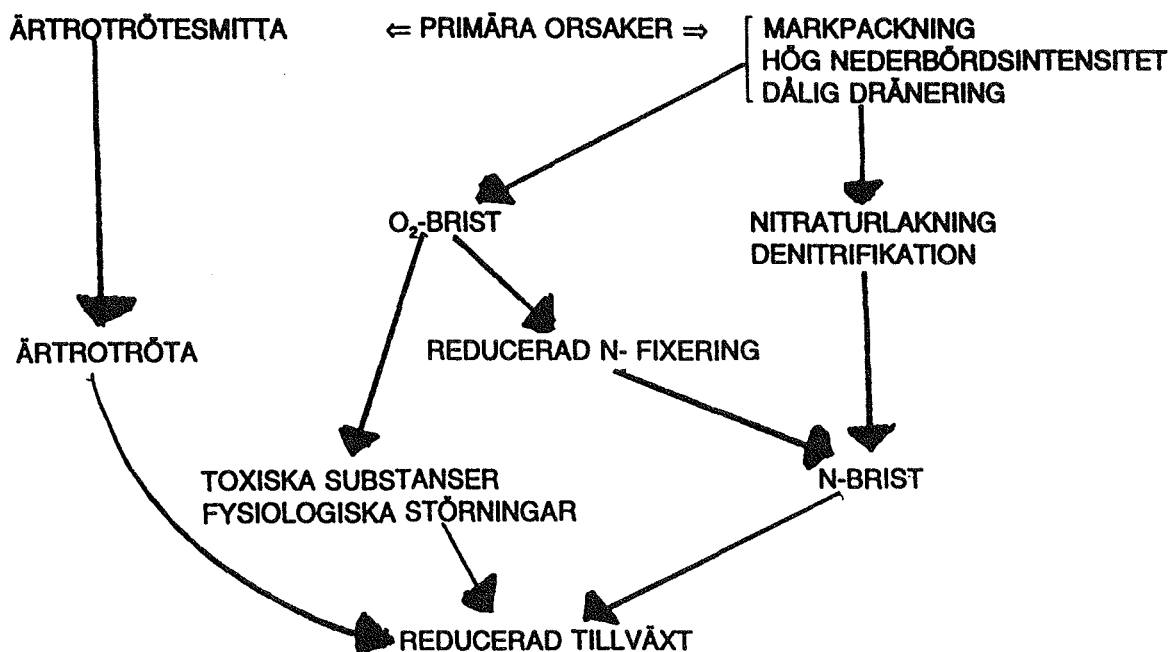 ÄRTROTRÖTESMITTA ⇐ PRIMÄRA ORSAKER ⇒ MARKPACKNING
HÖG NEDERBÖRDSINTENSITET
DÅLIG DRÄNERING
O₂-BRIST
NITRATURLAKNING
DENITRIFIKATION
ÄRTROTRÖTA
REDUCERAD N- FIXERING
TOXISKA SUBSTANSER
FYSIOLOGISKA STÖRNINGAR
N-BRIST
REDUCERAD TILLVÄXT